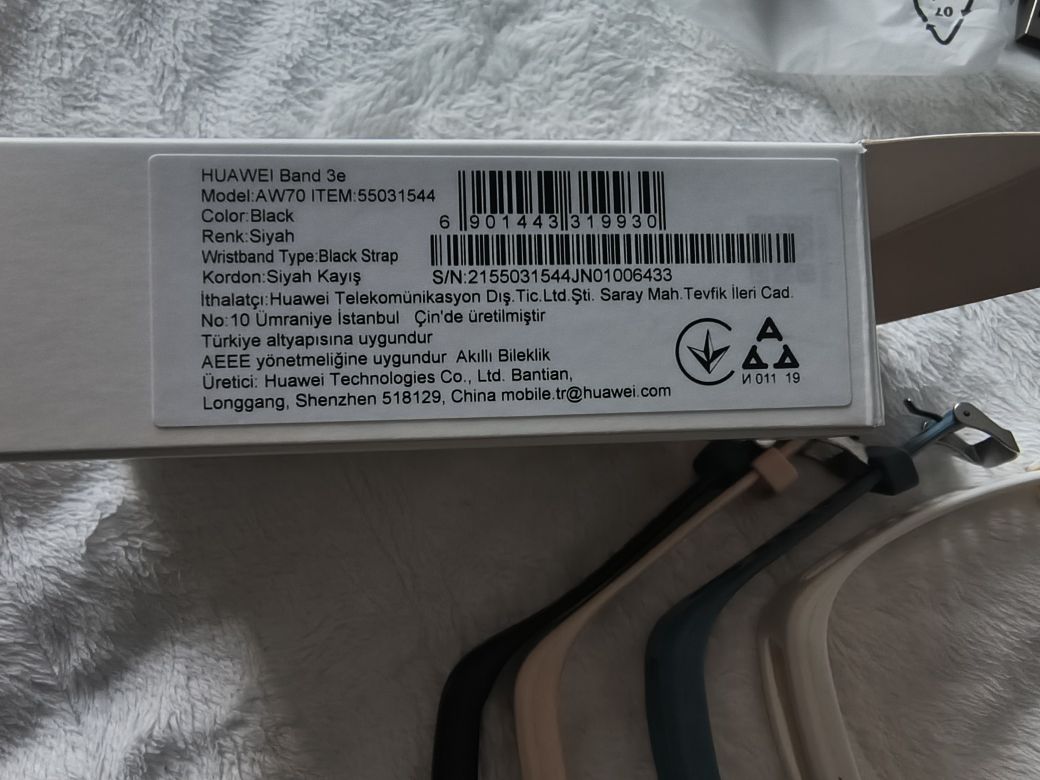 07
HUAWEI Band 3e
Model:AW70 ITEM:55031544
Color:Black
6 901443 319930
Renk:Siyah
Wristband Type:Black Strap
Kordon:Siyah Kayış
S/N:2155031544JN01006433
İthalatçı:Huawei Telekomünikasyon Dış.Tic.Ltd.Şti. Saray Mah.Tevfik İleri Cad.
No:10 Ümraniye İstanbul Çin'de üretilmiştir
Türkiye altyapısına uygundur
AEEE yönetmeliğine uygundur Akıllı Bileklik
Üretici: Huawei Technologies Co., Ltd. Bantian,
Longgang, Shenzhen 518129, China mobile.tr@huawei.com
И 011 19